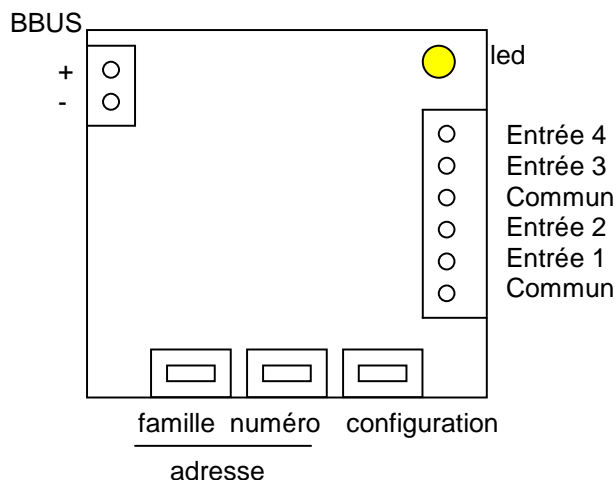 BBUS
led
+
-
Entrée 4
Entrée 3
Commun
Entrée 2
Entrée 1
Commun
famille numéro configuration
adresse